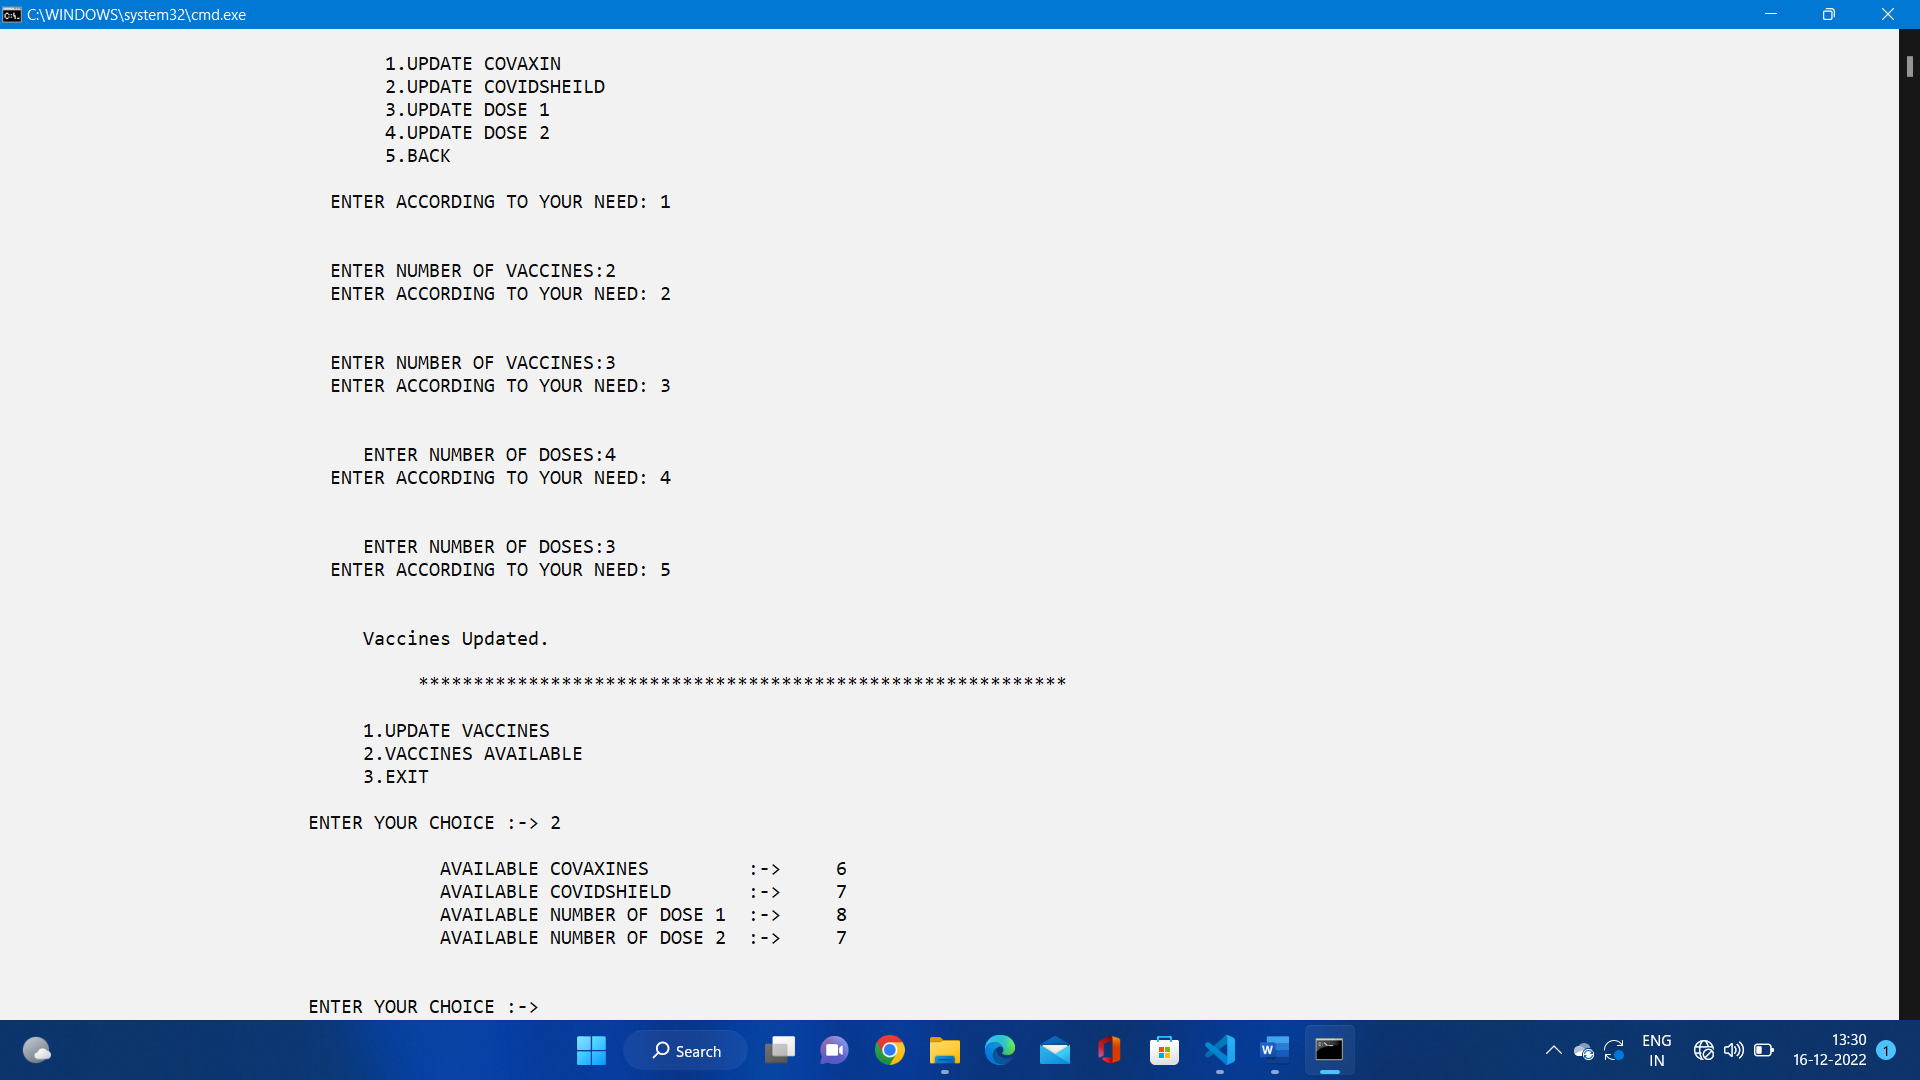 C:\WINDOWS\system32\cmd.exe
1.UPDATE COVAXIN
2.UPDATE COVIDSHEILD
3.UPDATE DOSE 1
4.UPDATE DOSE 2
5.BACK
ENTER ACCORDING TO YOUR NEED: 1
ENTER NUMBER OF VACCINES:2
ENTER ACCORDING TO YOUR NEED: 2
ENTER NUMBER OF VACCINES:3
ENTER ACCORDING TO YOUR NEED: 3
ENTER NUMBER OF DOSES:4
ENTER ACCORDING TO YOUR NEED: 4
ENTER NUMBER OF DOSES:3
ENTER ACCORDING TO YOUR NEED: 5
Vaccines Updated.
***********************************************************
1.UPDATE VACCINES
2.VACCINES AVAILABLE
3.EXIT
ENTER YOUR CHOICE :-> 2
AVAILABLE COVAXINES :-> 6
AVAILABLE COVIDSHIELD :-> 7
AVAILABLE NUMBER OF DOSE 1 :-> 8
AVAILABLE NUMBER OF DOSE 2 :-> 7
ENTER YOUR CHOICE :->
Search
ENG
IN
13:30
16-12-2022
1